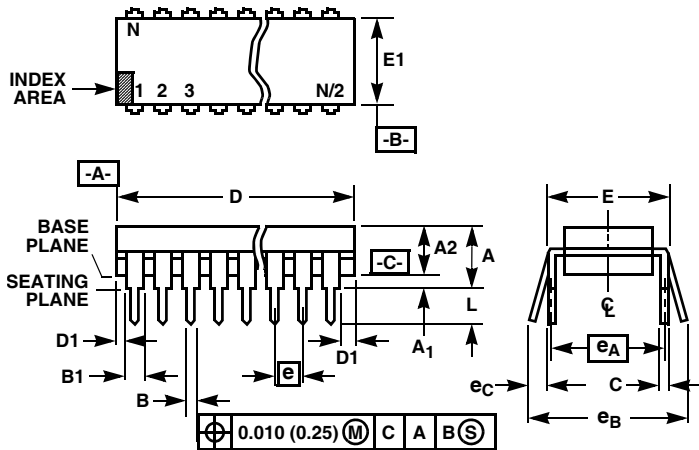 N
E1
INDEX
AREA
1 2 3 N/2
-B-
-A-
D
E
BASE
PLANE
A2
A
-C-
SEATING
PLANE
L
C̲L
D1
A1
D1
eA
B1
e
eC
C
B
eB
⌖ 0.010 (0.25) Ⓜ C A B Ⓢ